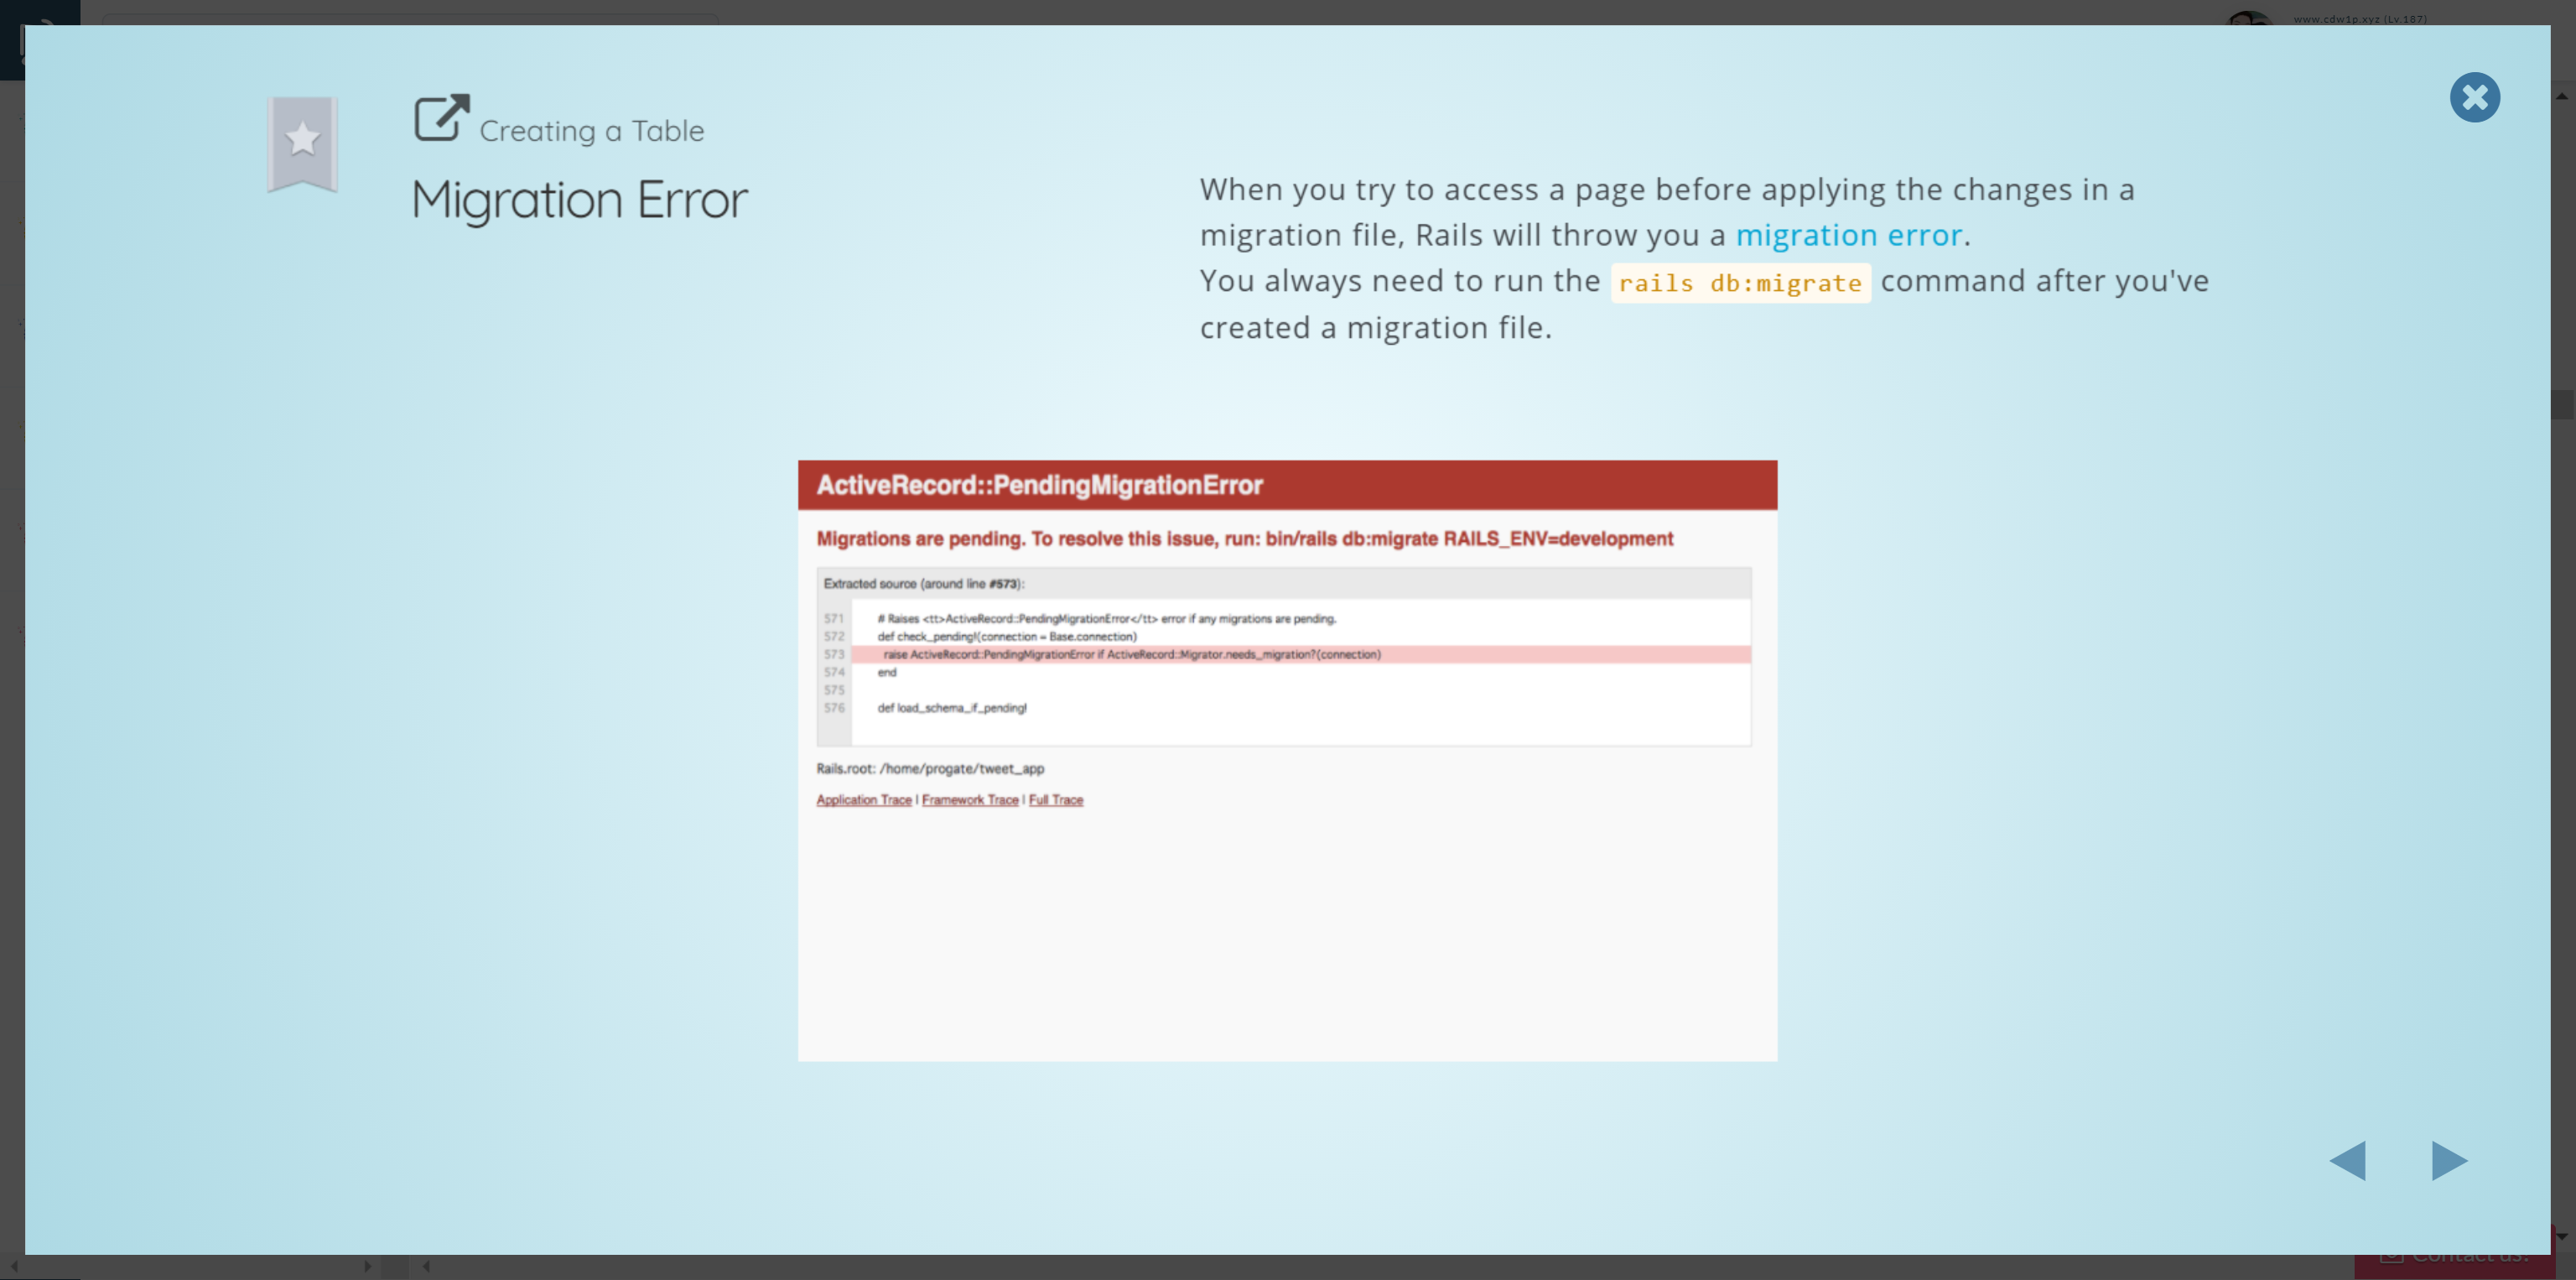 www.cdw1p.xyz (Lv.187)
Creating a Table
Migration Error
When you try to access a page before applying the changes in a
migration file, Rails will throw you a migration error.
You always need to run the rails db:migrate command after you've
created a migration file.
ActiveRecord::PendingMigrationError
Migrations are pending. To resolve this issue, run: bin/rails db:migrate RAILS_ENV=development
Extracted source (around line #573):
571 # Raises <tt>ActiveRecord::PendingMigrationError</tt> error if any migrations are pending.
572 def check_pending!(connection = Base.connection)
573 raise ActiveRecord::PendingMigrationError if ActiveRecord::Migrator.needs_migration?(connection)
574 end
575
576 def load_schema_if_pending!
Rails.root: /home/progate/tweet_app
Application Trace | Framework Trace | Full Trace
Contact us!